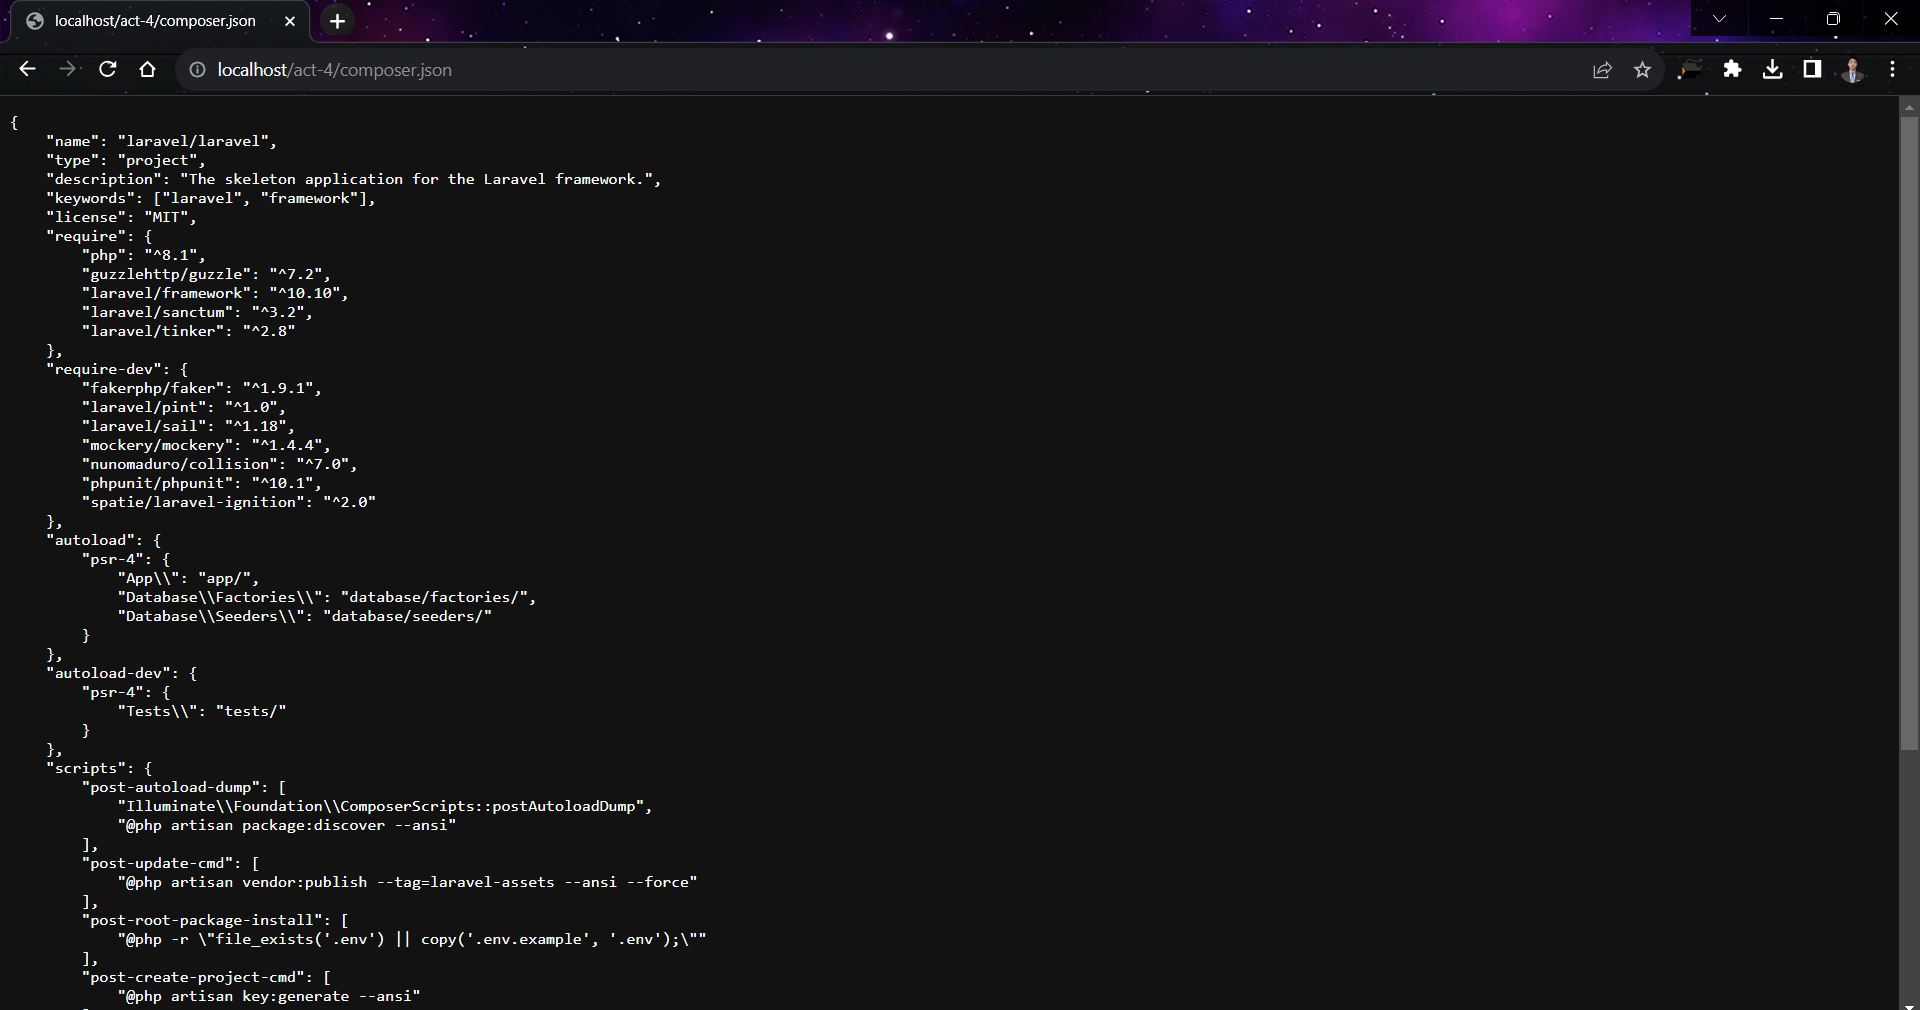 localhost/act-4/composer.json
localhost/act-4/composer.json
{
    "name": "laravel/laravel",
    "type": "project",
    "description": "The skeleton application for the Laravel framework.",
    "keywords": ["laravel", "framework"],
    "license": "MIT",
    "require": {
        "php": "^8.1",
        "guzzlehttp/guzzle": "^7.2",
        "laravel/framework": "^10.10",
        "laravel/sanctum": "^3.2",
        "laravel/tinker": "^2.8"
    },
    "require-dev": {
        "fakerphp/faker": "^1.9.1",
        "laravel/pint": "^1.0",
        "laravel/sail": "^1.18",
        "mockery/mockery": "^1.4.4",
        "nunomaduro/collision": "^7.0",
        "phpunit/phpunit": "^10.1",
        "spatie/laravel-ignition": "^2.0"
    },
    "autoload": {
        "psr-4": {
            "App\\": "app/",
            "Database\\Factories\\": "database/factories/",
            "Database\\Seeders\\": "database/seeders/"
        }
    },
    "autoload-dev": {
        "psr-4": {
            "Tests\\": "tests/"
        }
    },
    "scripts": {
        "post-autoload-dump": [
            "Illuminate\\Foundation\\ComposerScripts::postAutoloadDump",
            "@php artisan package:discover --ansi"
        ],
        "post-update-cmd": [
            "@php artisan vendor:publish --tag=laravel-assets --ansi --force"
        ],
        "post-root-package-install": [
            "@php -r \"file_exists('.env') || copy('.env.example', '.env');\""
        ],
        "post-create-project-cmd": [
            "@php artisan key:generate --ansi"